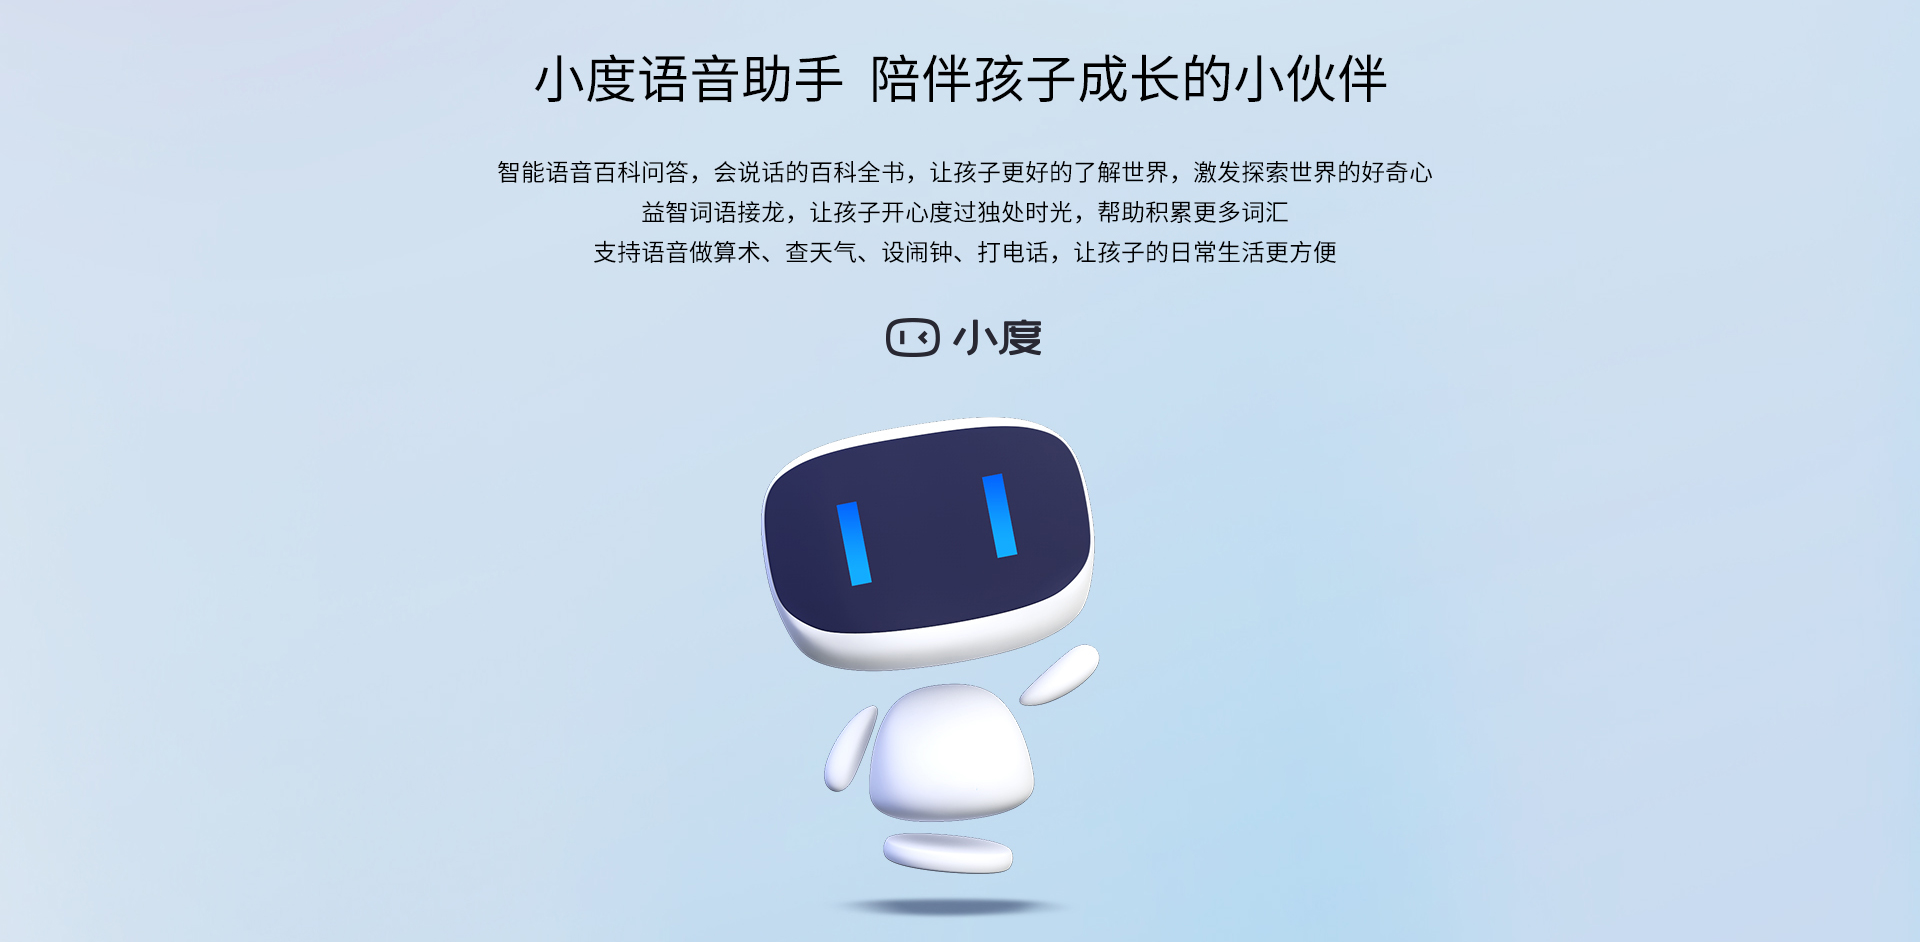 小度语音助手 陪伴孩子成长的小伙伴
智能语音百科问答，会说话的百科全书，让孩子更好的了解世界，激发探索世界的好奇心
益智词语接龙，让孩子开心度过独处时光，帮助积累更多词汇
支持语音做算术、查天气、设闹钟、打电话，让孩子的日常生活更方便
小度